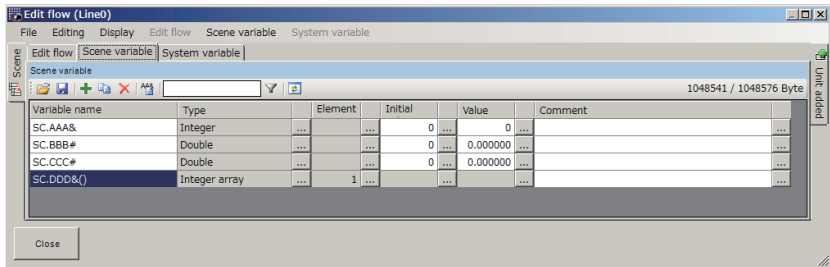 Edit flow (Line0)
File Editing Display Edit flow Scene variable System variable
Scene
Edit flow Scene variable System variable
Unit added
Scene variable
1048541 / 1048576 Byte
Variable name Type Element Initial Value Comment
SC.AAA& Integer ... ... 0 ... 0 ... ...
SC.BBB# Double ... ... 0 ... 0.000000 ... ...
SC.CCC# Double ... ... 0 ... 0.000000 ... ...
SC.DDD&() Integer array ... 1 ... ... ... ...
Close